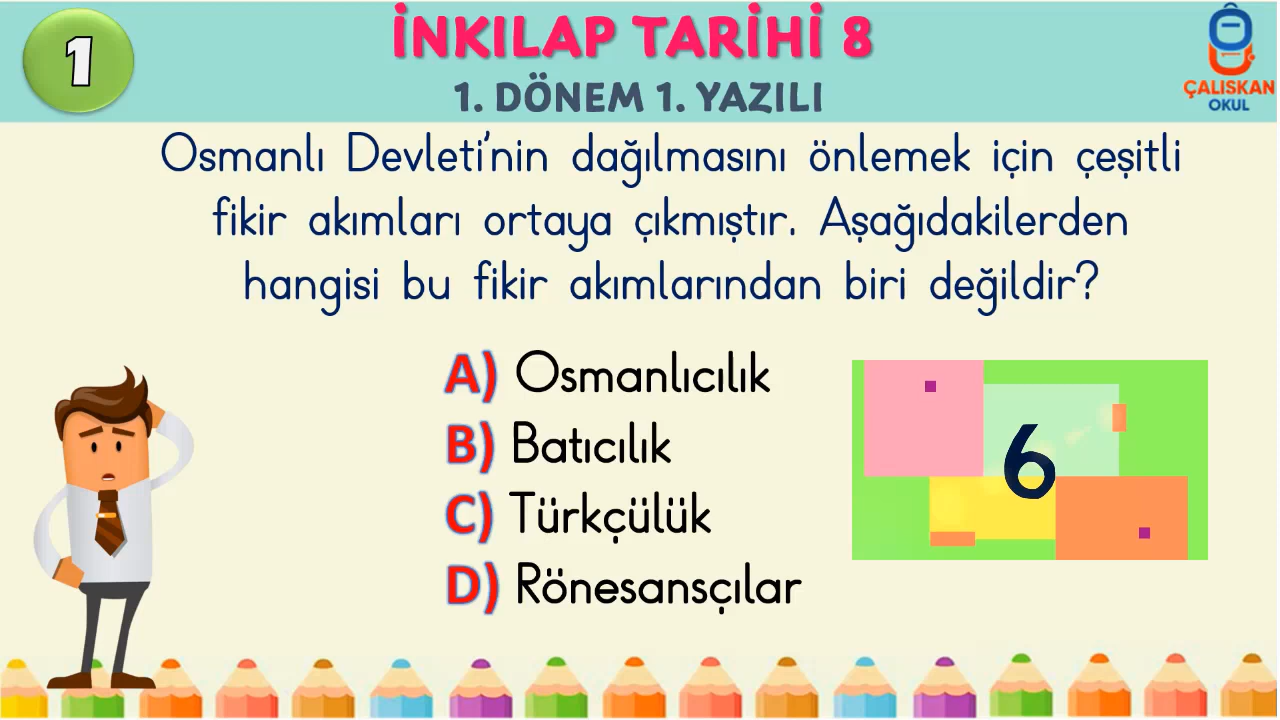 1
İNKILAP TARİHİ 8
1. DÖNEM 1. YAZILI
ÇALISKAN
OKUL
Osmanlı Devleti'nin dağılmasını önlemek için çeşitli
fikir akımları ortaya çıkmıştır. Aşağıdakilerden
hangisi bu fikir akımlarından biri değildir?
A) Osmanlıcılık
B) Batıcılık
C) Türkçülük
D) Rönesansçılar
6